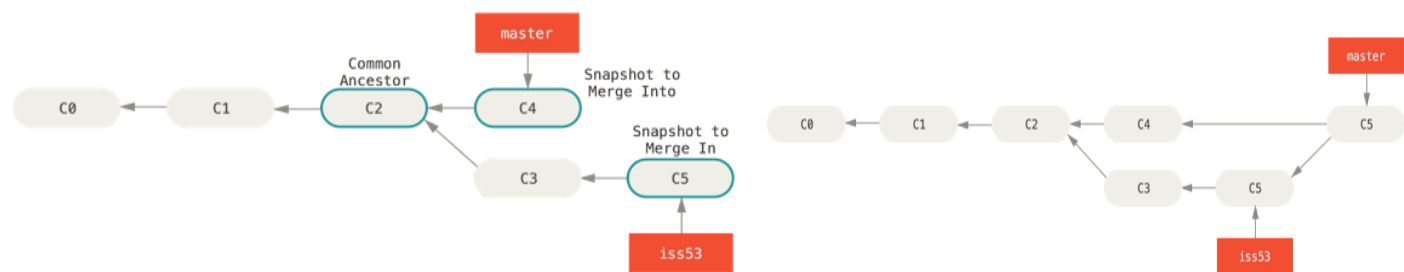 master
Common
Ancestor
Snapshot to
Merge Into
C0
C1
C2
C4
Snapshot to
Merge In
C3
C5
iss53
master
C0
C1
C2
C4
C5
C3
C5
iss53